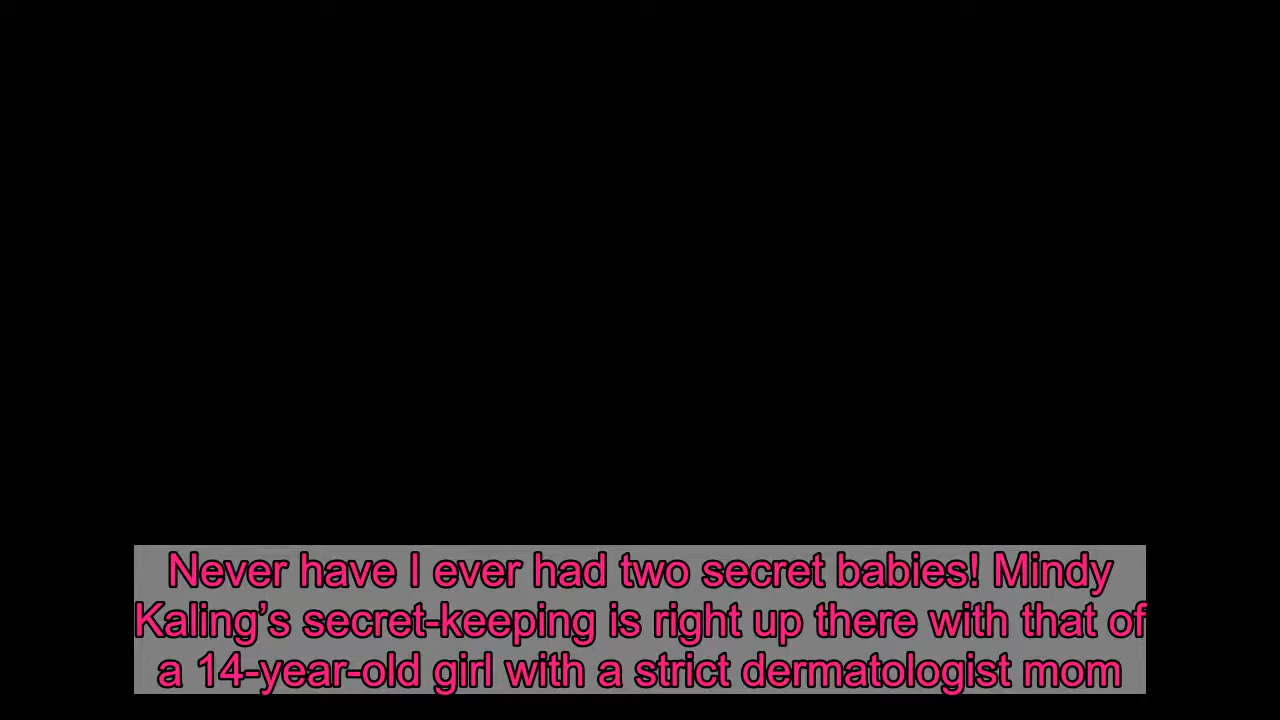 Never have I ever had two secret babies! Mindy
Kaling’s secret-keeping is right up there with that of
a 14-year-old girl with a strict dermatologist mom